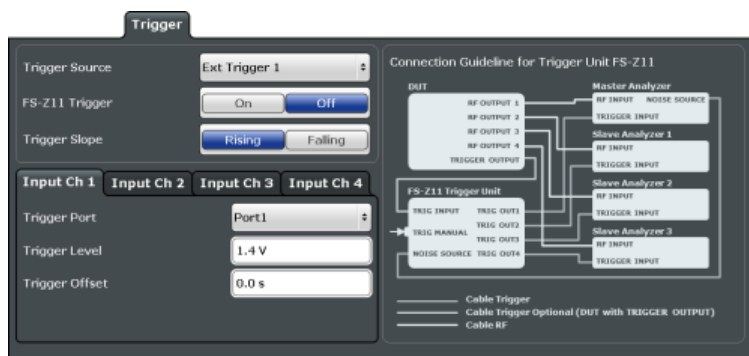 Trigger
Trigger Source
Ext Trigger 1
FS-Z11 Trigger
On
Off
Trigger Slope
Rising
Falling
Input Ch 1
Input Ch 2
Input Ch 3
Input Ch 4
Trigger Port
Port1
Trigger Level
1.4 V
Trigger Offset
0.0 s
Connection Guideline for Trigger Unit FS-Z11
DUT
RF OUTPUT 1
RF OUTPUT 2
RF OUTPUT 3
RF OUTPUT 4
TRIGGER OUTPUT
Master Analyzer
RF INPUT NOISE SOURCE
TRIGGER INPUT
Slave Analyzer 1
RF INPUT
TRIGGER INPUT
Slave Analyzer 2
RF INPUT
TRIGGER INPUT
Slave Analyzer 3
RF INPUT
TRIGGER INPUT
FS-Z11 Trigger Unit
TRIG INPUT TRIG OUT1
TRIG OUT2
TRIG MANUAL
TRIG OUT3
NOISE SOURCE TRIG OUT4
Cable Trigger
Cable Trigger Optional (DUT with TRIGGER OUTPUT)
Cable RF